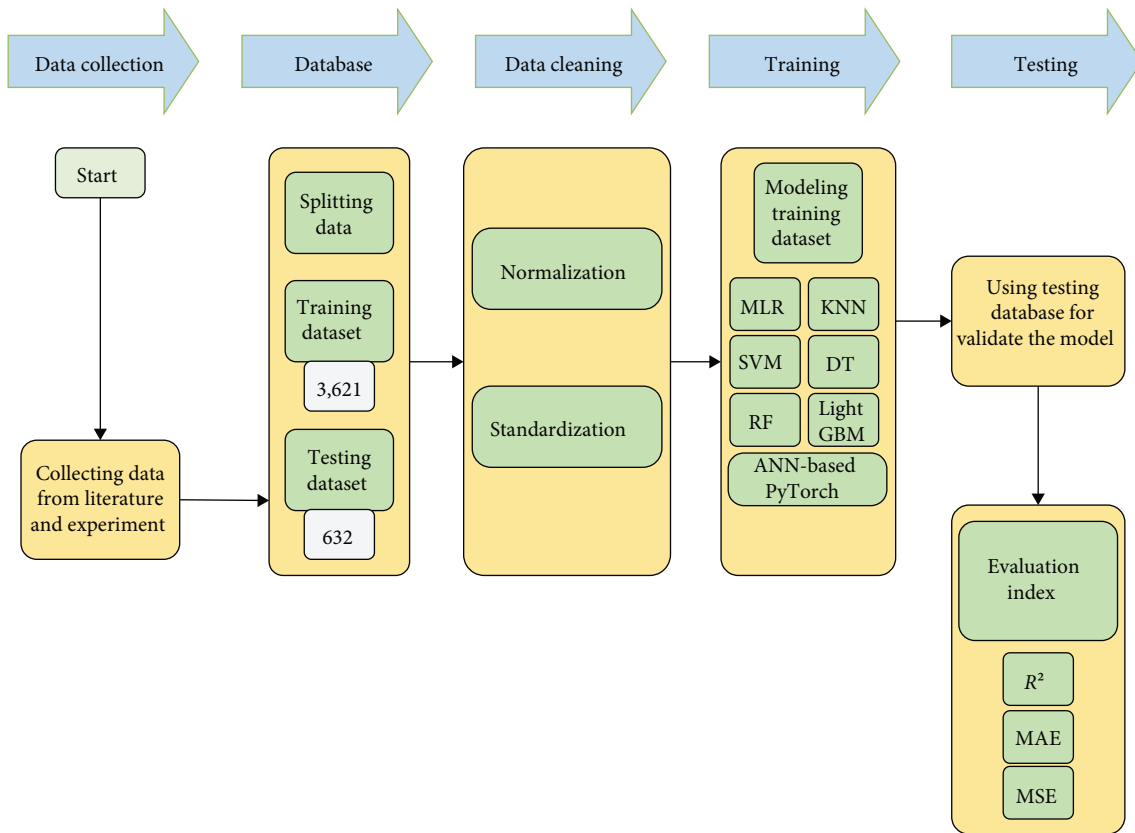 Data collection
Database
Data cleaning
Training
Testing
Start
Collecting data
from literature
and experiment
Splitting
data
Training
dataset
3,621
Testing
dataset
632
Normalization
Standardization
Modeling
training
dataset
MLR
KNN
SVM
DT
RF
Light
GBM
ANN-based
PyTorch
Using testing
database for
validate the model
Evaluation
index
R²
MAE
MSE